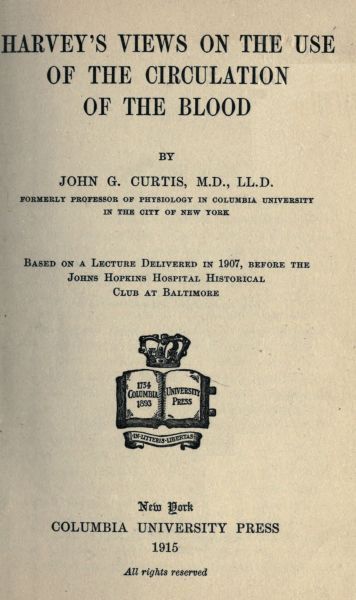 HARVEY'S VIEWS ON THE USE
OF THE CIRCULATION
OF THE BLOOD
BY
JOHN G. CURTIS, M.D., LL.D.
FORMERLY PROFESSOR OF PHYSIOLOGY IN COLUMBIA UNIVERSITY
IN THE CITY OF NEW YORK
BASED ON A LECTURE DELIVERED IN 1907, BEFORE THE
JOHNS HOPKINS HOSPITAL HISTORICAL
CLUB AT BALTIMORE
1754
COLUMBIA
1893
UNIVERSITY
PRESS
IN·LITTERIS·LIBERTAS
New York
COLUMBIA UNIVERSITY PRESS
1915
All rights reserved